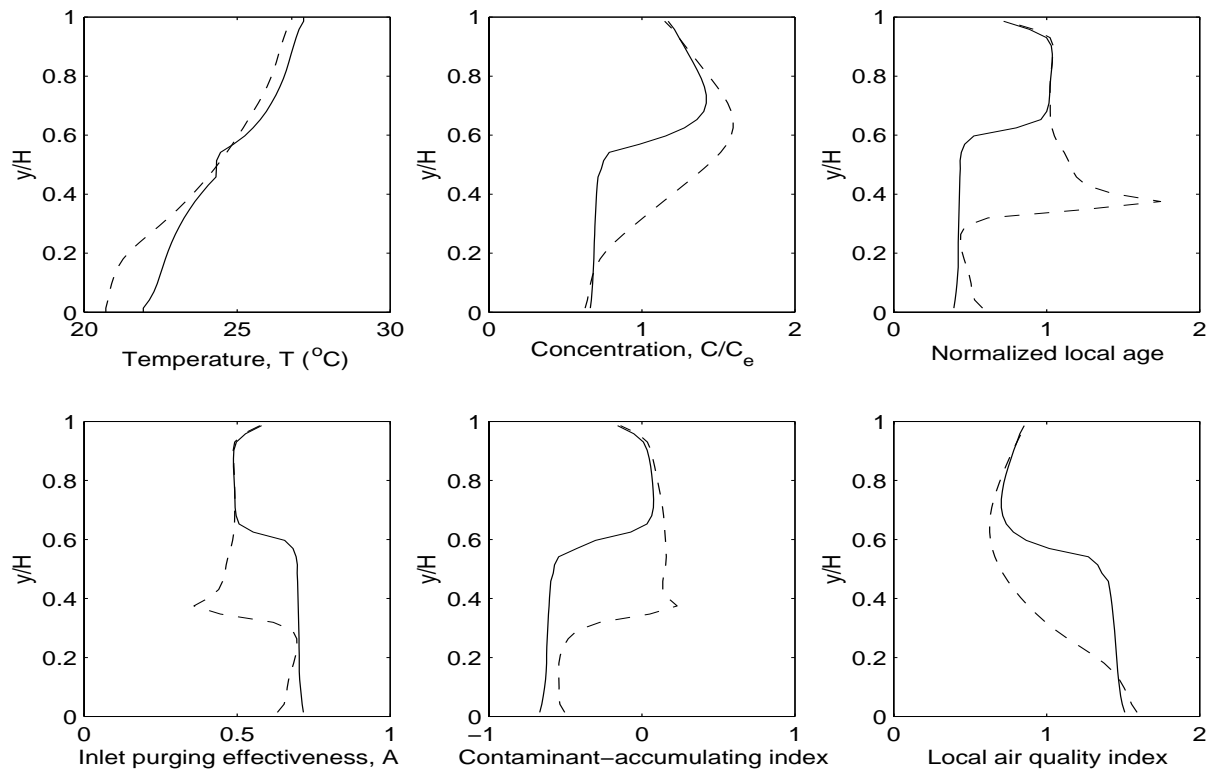 1
0.8
0.6
0.4
0.2
0
y/H
20 25 30
Temperature, T (°C)
1
0.8
0.6
0.4
0.2
0
y/H
0 1 2
Concentration, C/Ce
1
0.8
0.6
0.4
0.2
0
y/H
0 1 2
Normalized local age
1
0.8
0.6
0.4
0.2
0
y/H
0 0.5 1
Inlet purging effectiveness, A
1
0.8
0.6
0.4
0.2
0
y/H
−1 0 1
Contaminant−accumulating index
1
0.8
0.6
0.4
0.2
0
y/H
0 1 2
Local air quality index